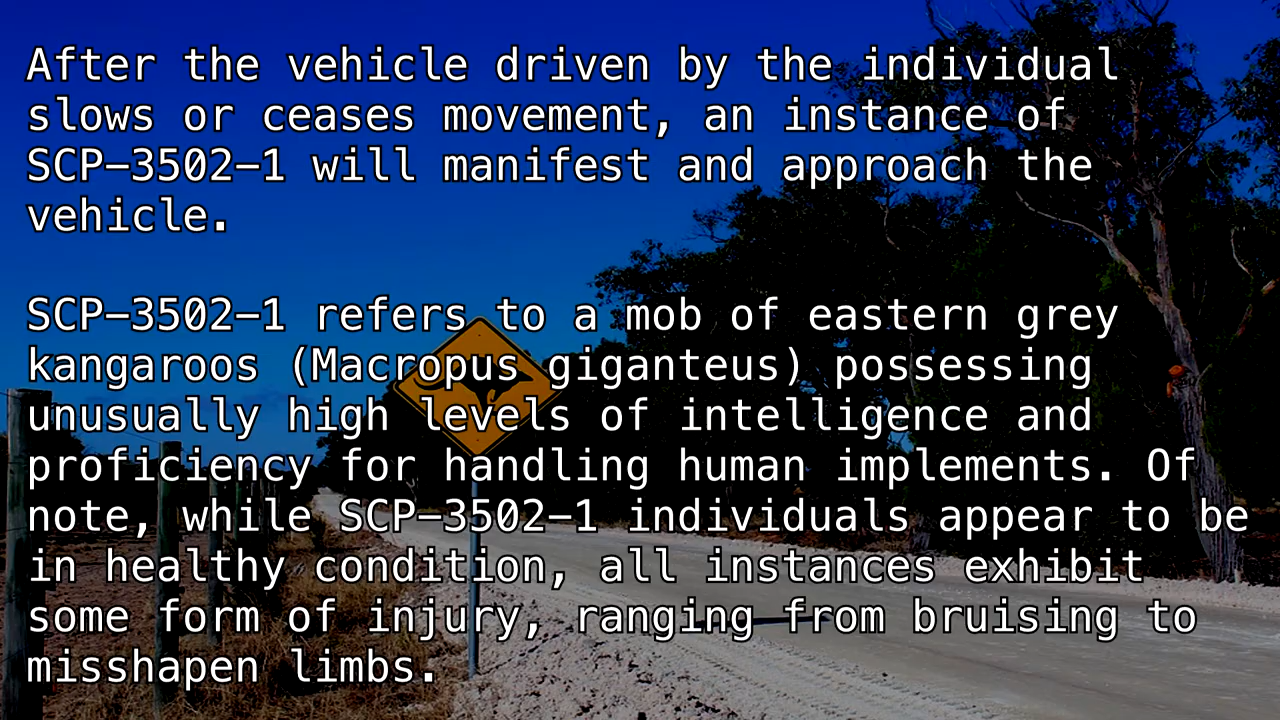 After the vehicle driven by the individual
slows or ceases movement, an instance of
SCP-3502-1 will manifest and approach the
vehicle.
SCP-3502-1 refers to a mob of eastern grey
kangaroos (Macropus giganteus) possessing
unusually high levels of intelligence and
proficiency for handling human implements. Of
note, while SCP-3502-1 individuals appear to be
in healthy condition, all instances exhibit
some form of injury, ranging from bruising to
misshapen limbs.